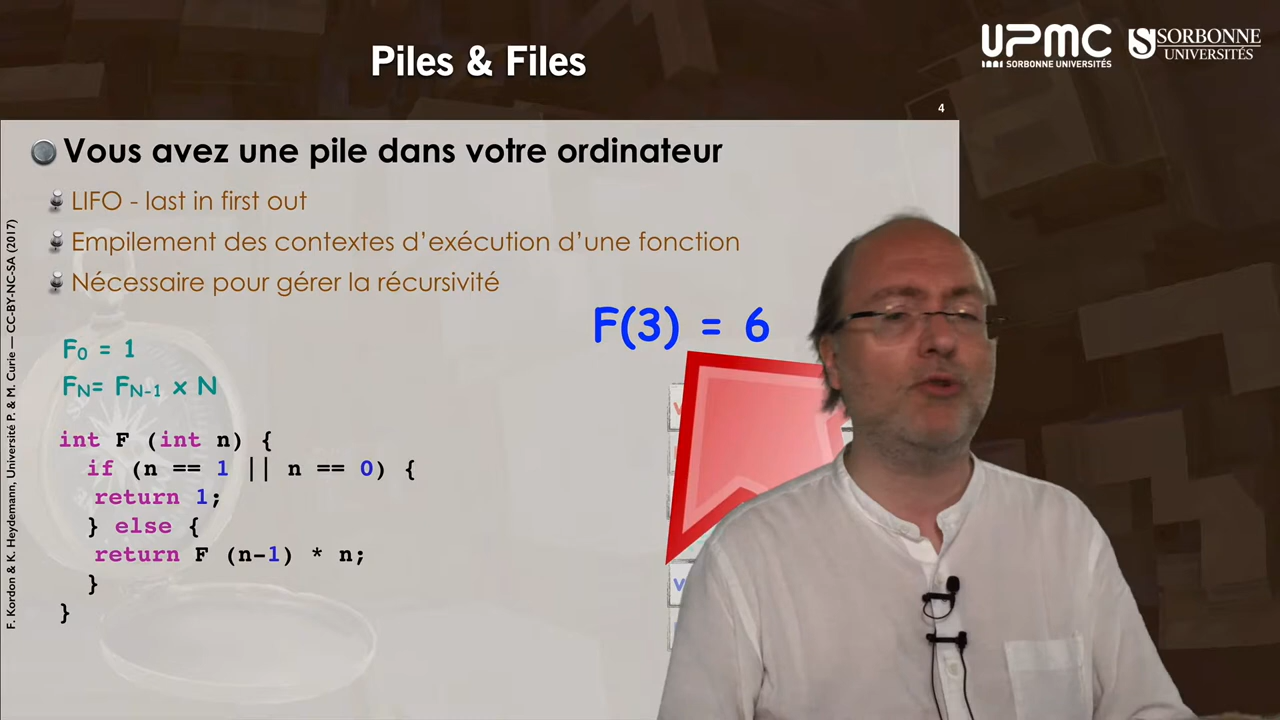 Piles & Files
UPMC
SORBONNE UNIVERSITÉS
SORBONNE
UNIVERSITÉS
4
Vous avez une pile dans votre ordinateur
LIFO - last in first out
Empilement des contextes d’exécution d’une fonction
Nécessaire pour gérer la récursivité
F(3) = 6
F0 = 1
FN= FN-1 x N
int F (int n) {
if (n == 1 || n == 0) {
return 1;
} else {
return F (n-1) * n;
}
}
F. Kordon & K. Heydemann, Université P. & M. Curie — CC-BY-NC-SA (2017)